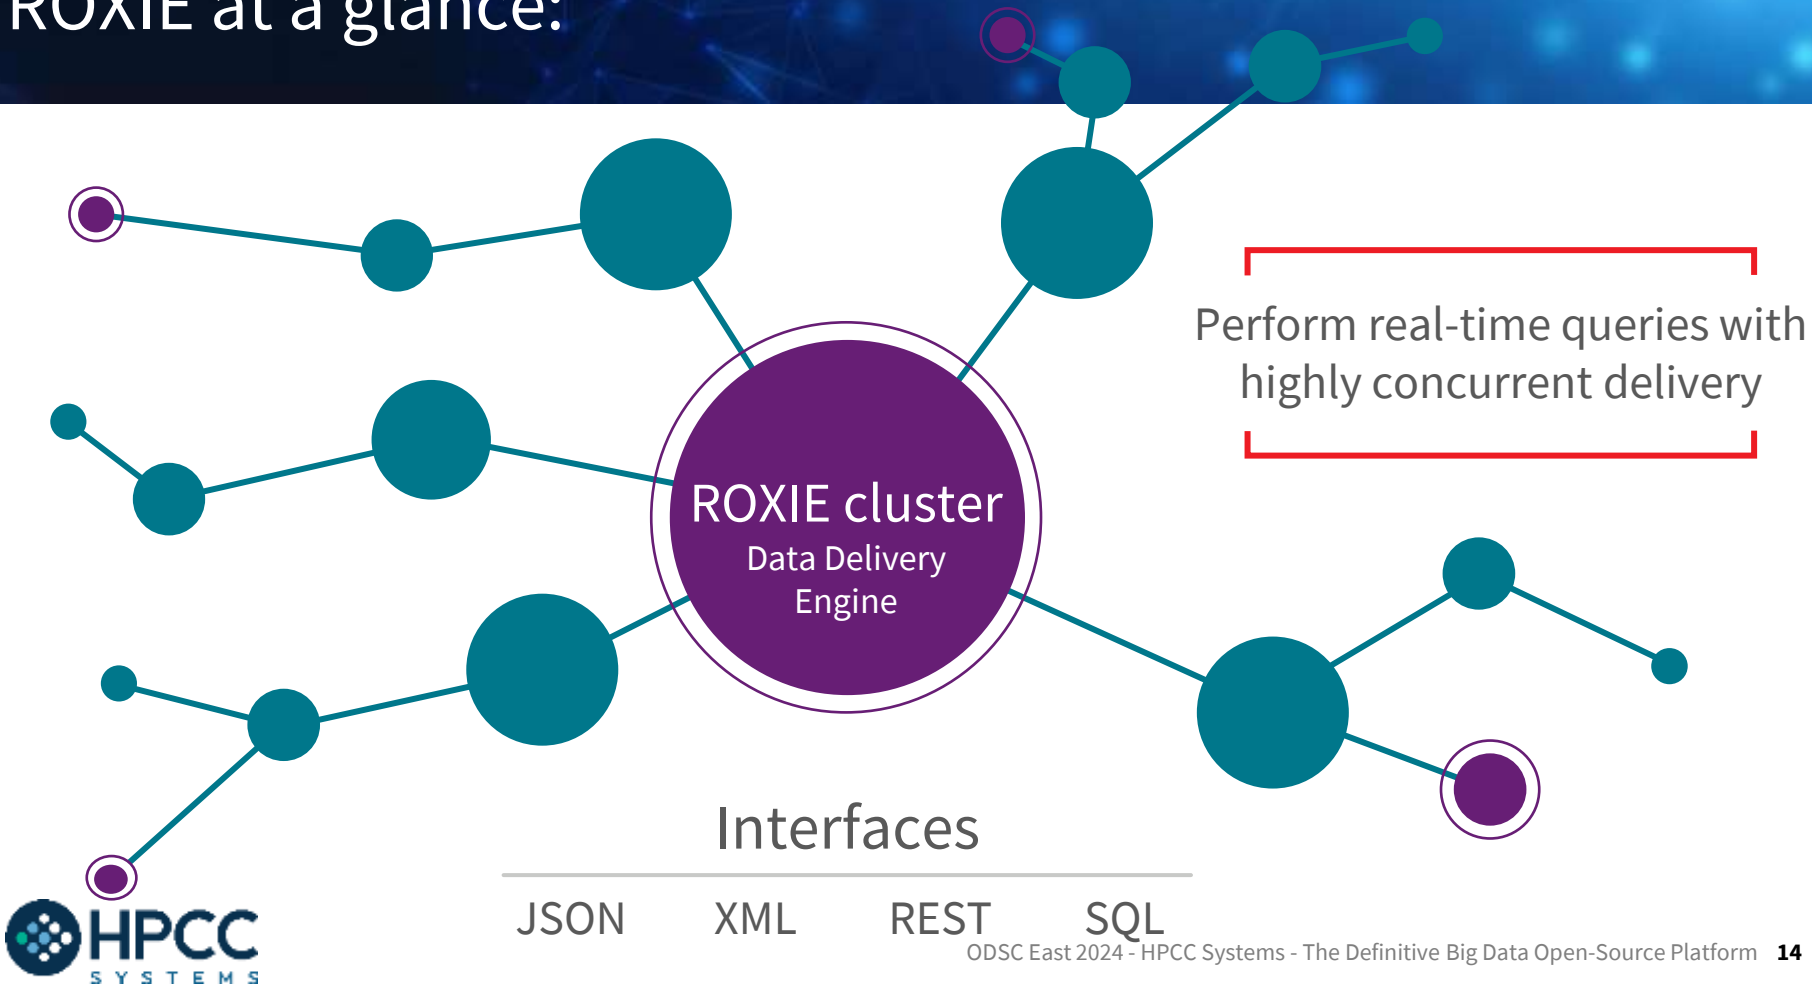 ROXIE at a glance:
Perform real-time queries with
highly concurrent delivery
ROXIE cluster
Data Delivery
Engine
Interfaces
JSON XML REST SQL
HPCC
SYSTEMS
ODSC East 2024 - HPCC Systems - The Definitive Big Data Open-Source Platform 14